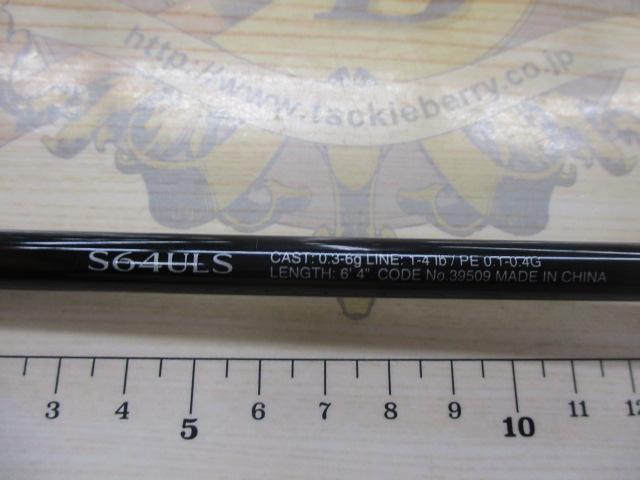 http://www.tackleberry.co.jp
S64ULS
CAST: 0.3-6g LINE: 1-4 lb / PE 0.1-0.4G
LENGTH: 6' 4" CODE No.39509 MADE IN CHINA
3 4 5 6 7 8 9 10 11 12